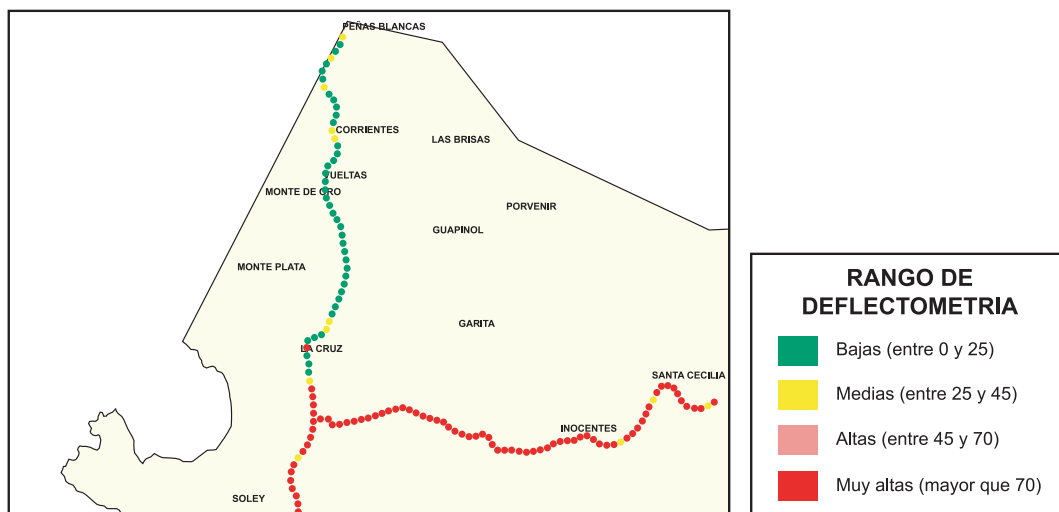 PEÑAS BLANCAS
CORRIENTES
LAS BRISAS
VUELTAS
MONTE DE ORO
PORVENIR
GUAPINOL
MONTE PLATA
GARITA
LA CRUZ
SANTA CECILIA
INOCENTES
SOLEY
RANGO DE
DEFLECTOMETRIA
Bajas (entre 0 y 25)
Medias (entre 25 y 45)
Altas (entre 45 y 70)
Muy altas (mayor que 70)